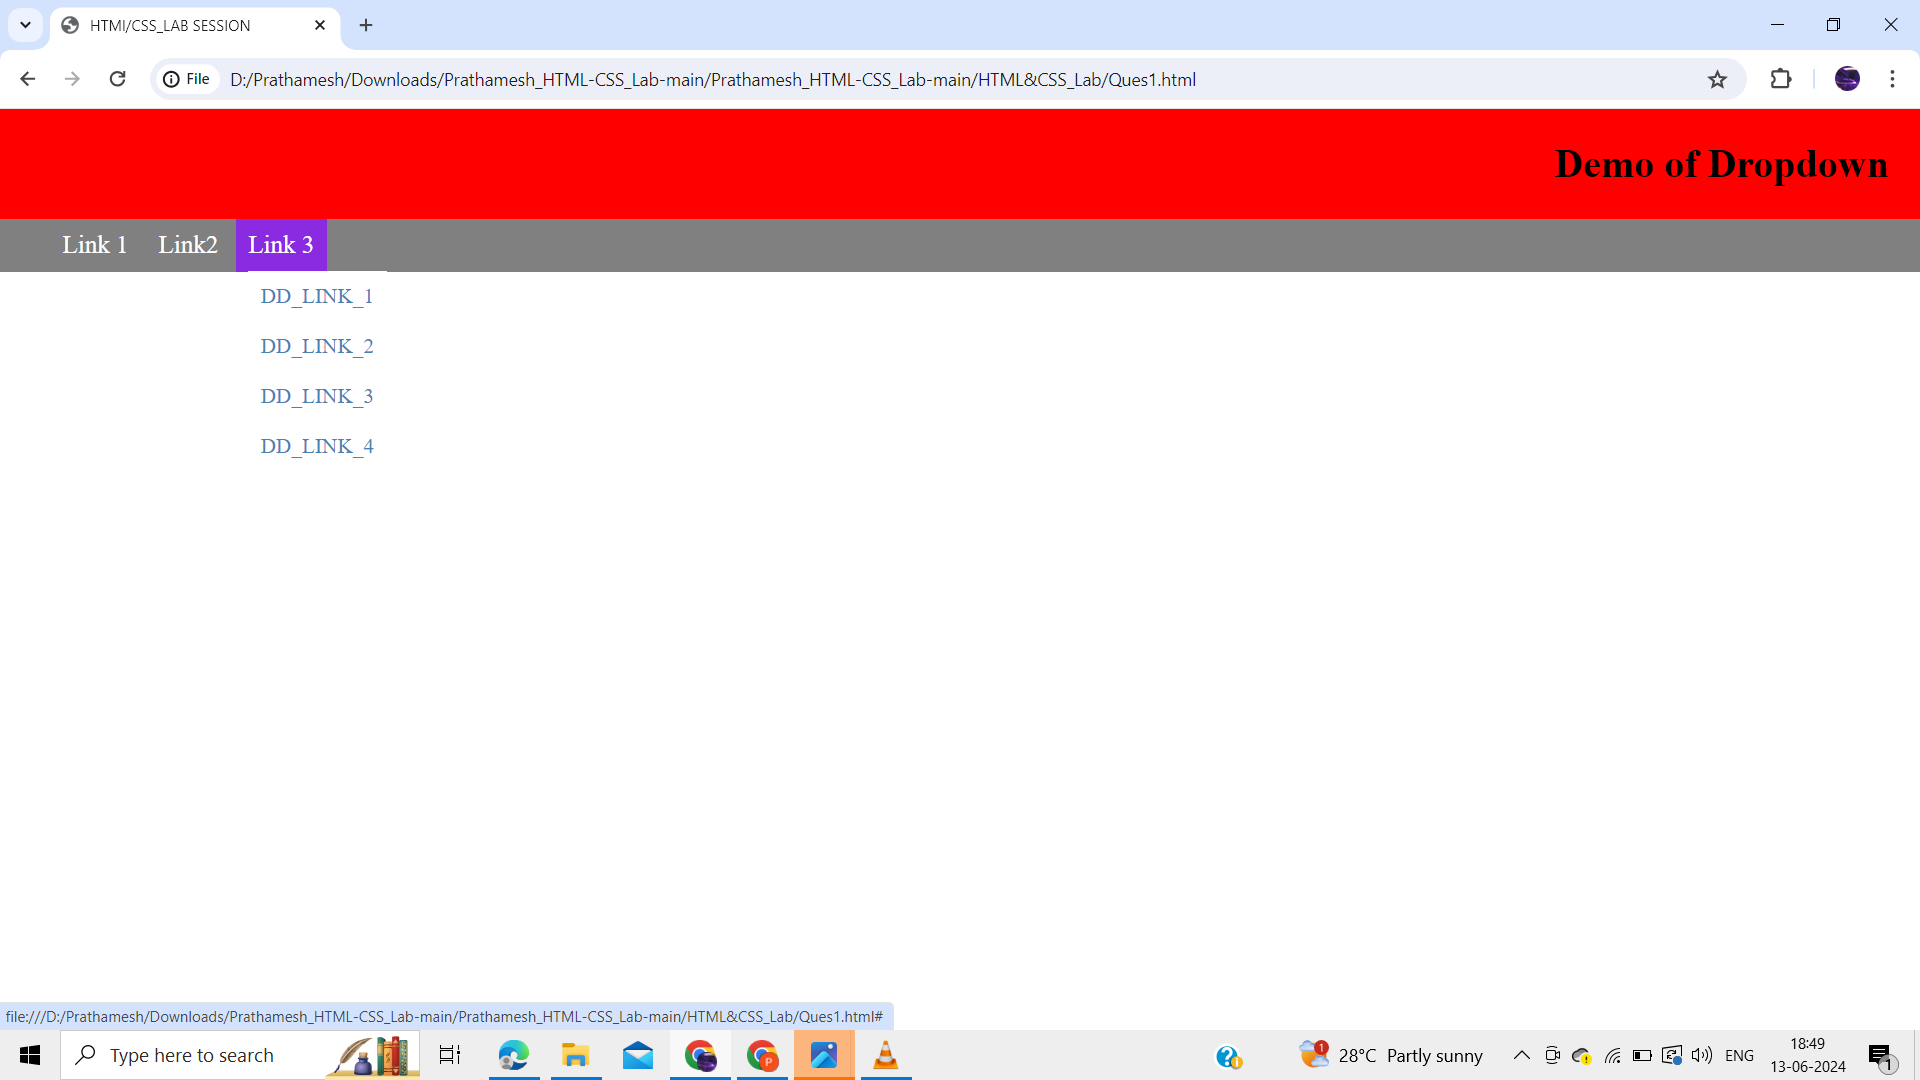 HTMl/CSS_LAB SESSION
File
D:/Prathamesh/Downloads/Prathamesh_HTML-CSS_Lab-main/Prathamesh_HTML-CSS_Lab-main/HTML&CSS_Lab/Ques1.html
Demo of Dropdown
Link 1 Link2 Link 3
DD_LINK_1
DD_LINK_2
DD_LINK_3
DD_LINK_4
file:///D:/Prathamesh/Downloads/Prathamesh_HTML-CSS_Lab-main/Prathamesh_HTML-CSS_Lab-main/HTML&CSS_Lab/Ques1.html#
Type here to search
P
1
28°C Partly sunny
ENG
18:49
13-06-2024
1